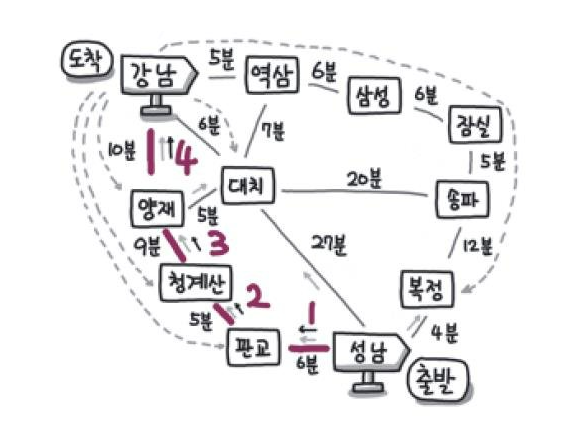 도착
강남
5분
역삼
6분
삼성
6분
잠실
10분
4
6분
7분
5분
양재
5분
대치
20분
송파
9분
3
27분
12분
청계산
2
복정
5분
1
4분
판교
6분
성남
출발